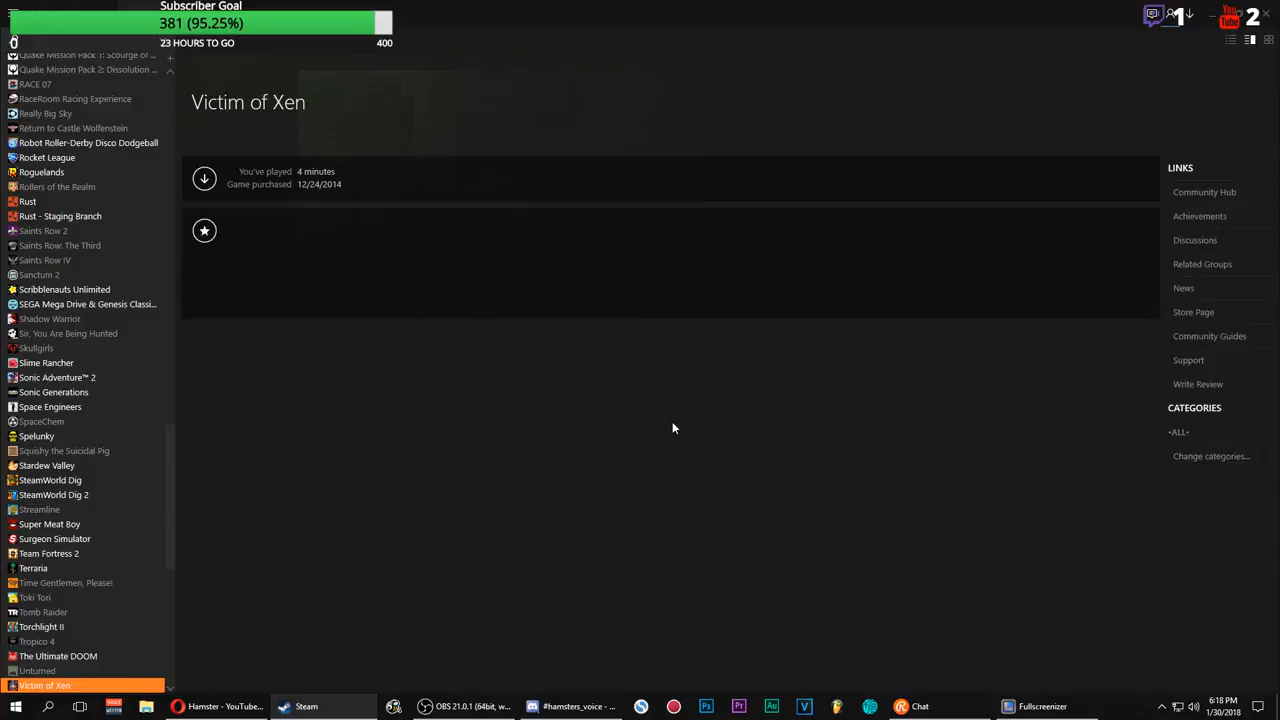 Subscriber Goal
381 (95.25%)
0
23 HOURS TO GO
400
1
You Tube
2
Quake Mission Pack 1: Scourge of ...
Quake Mission Pack 2: Dissolution ...
RACE 07
RaceRoom Racing Experience
Really Big Sky
Return to Castle Wolfenstein
Robot Roller-Derby Disco Dodgeball
Rocket League
Roguelands
Rollers of the Realm
Rust
Rust - Staging Branch
Saints Row 2
Saints Row: The Third
Saints Row IV
Sanctum 2
Scribblenauts Unlimited
SEGA Mega Drive & Genesis Classi...
Shadow Warrior
Sir, You Are Being Hunted
Skullgirls
Slime Rancher
Sonic Adventure™ 2
Sonic Generations
Space Engineers
SpaceChem
Spelunky
Squishy the Suicidal Pig
Stardew Valley
SteamWorld Dig
SteamWorld Dig 2
Streamline
Super Meat Boy
Surgeon Simulator
Team Fortress 2
Terraria
Time Gentlemen, Please!
Toki Tori
TR Tomb Raider
Torchlight II
Tropico 4
The Ultimate DOOM
Unturned
Victim of Xen
Victim of Xen
You've played 4 minutes
Game purchased 12/24/2014
LINKS
Community Hub
Achievements
Discussions
Related Groups
News
Store Page
Community Guides
Support
Write Review
CATEGORIES
•ALL•
Change categories...
Hamster - YouTube...
Steam
OBS 21.0.1 (64bit, w...
#hamsters_voice - ...
Ps
Pr
Au
V
Chat
Fullscreenizer
6:18 PM
1/30/2018